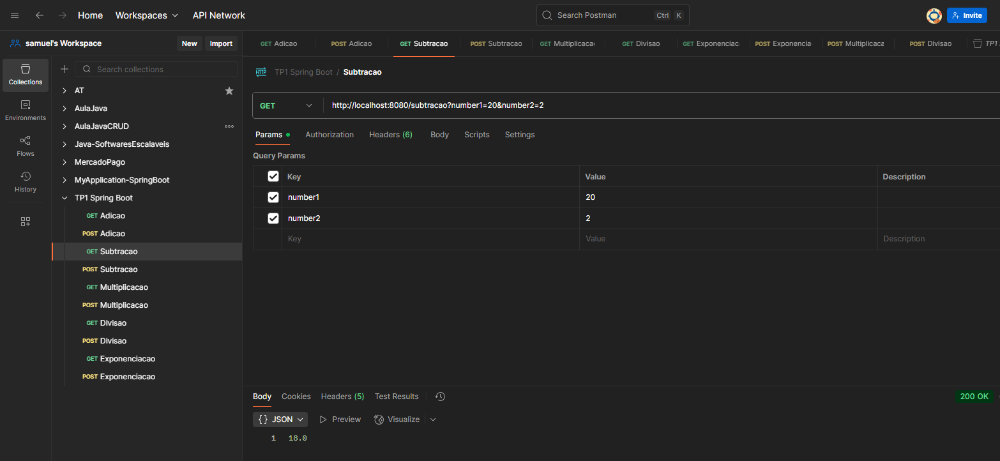 Home Workspaces API Network Search Postman Ctrl K Invite
samuel's Workspace New Import
GET Adicao POST Adicao GET Subtracao POST Subtracao GET Multiplicaca GET Divisao GET Exponenciac POST Exponencia POST Multiplicaca POST Divisao TP1
Collections
Environments
Flows
History
Search collections
AT
AulaJava
AulaJavaCRUD
Java-SoftwaresEscalaveis
MercadoPago
MyApplication-SpringBoot
TP1 Spring Boot
GET Adicao
POST Adicao
GET Subtracao
POST Subtracao
GET Multiplicacao
POST Multiplicacao
GET Divisao
POST Divisao
GET Exponenciacao
POST Exponenciacao
HTTP TP1 Spring Boot / Subtracao
GET http://localhost:8080/subtracao?number1=20&number2=2
Params Authorization Headers (6) Body Scripts Settings
Query Params
Key Value Description
number1 20
number2 2
Key Value Description
Body Cookies Headers (5) Test Results 200 OK
{} JSON Preview Visualize
1 18.0